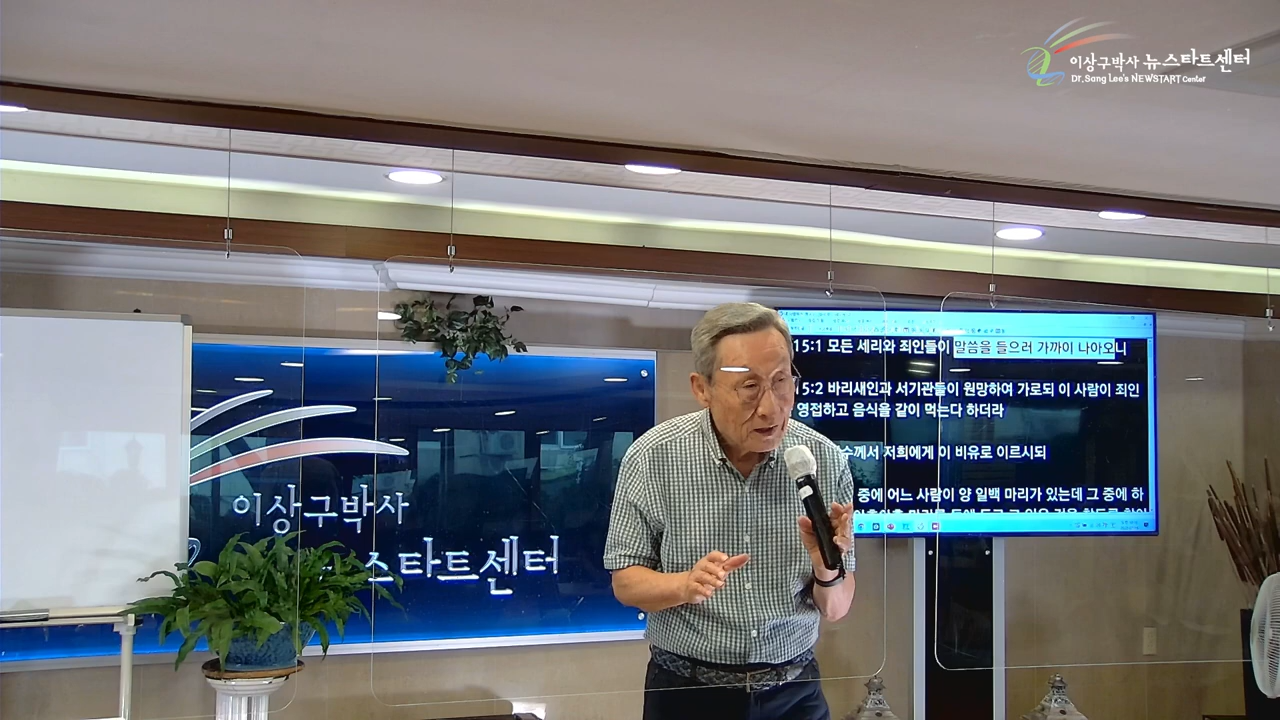 이상구박사 뉴스타트센터
Dr. Sang Lee's NEWSTART Center
15:1 모든 세리와 죄인들이 말씀을 들으러 가까이 나아오니
15:2 바리새인과 서기관들이 원망하여 가로되 이 사람이 죄인
영접하고 음식을 같이 먹는다 하더라
수께서 저희에게 이 비유로 이르시되
중에 어느 사람이 양 일백 마리가 있는데 그 중에 하
이상구박사
스타트센터